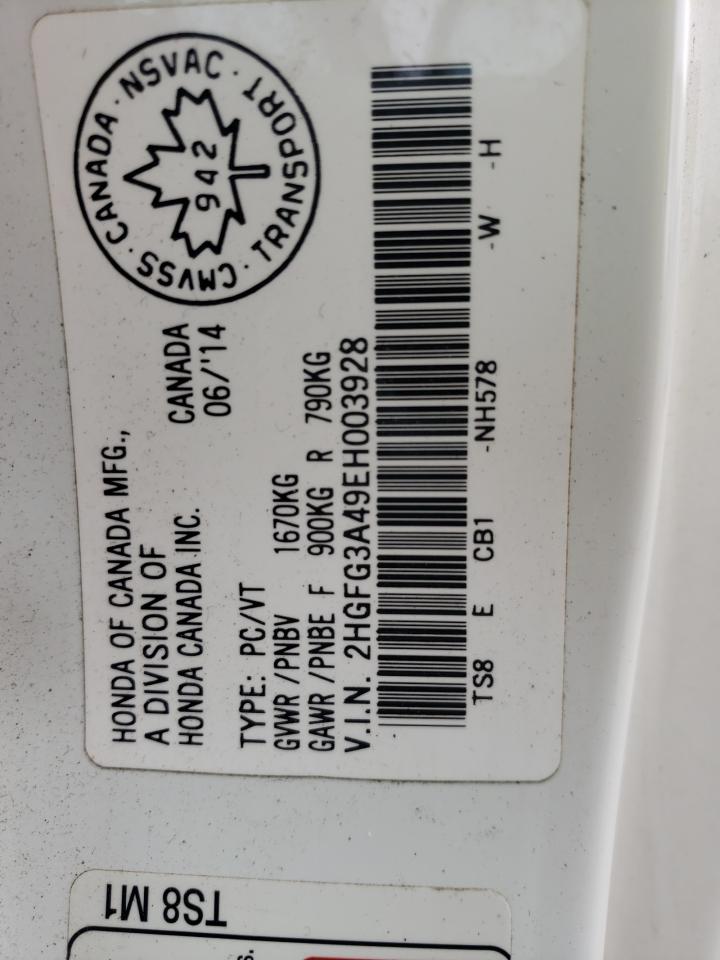 HONDA OF CANADA MFG.,
A DIVISION OF
HONDA CANADA INC.
CANADA
06/'14
CMVSS · CANADA · NSVAC · TRANSPORT ·
942
TYPE: PC/VT
GVWR /PNBV 1670KG
GAWR /PNBE F 900KG R 790KG
V.I.N. 2HGFG3A49EH003928
TS8 E CB1 -NH578 -W -H
TS8 M1
s.